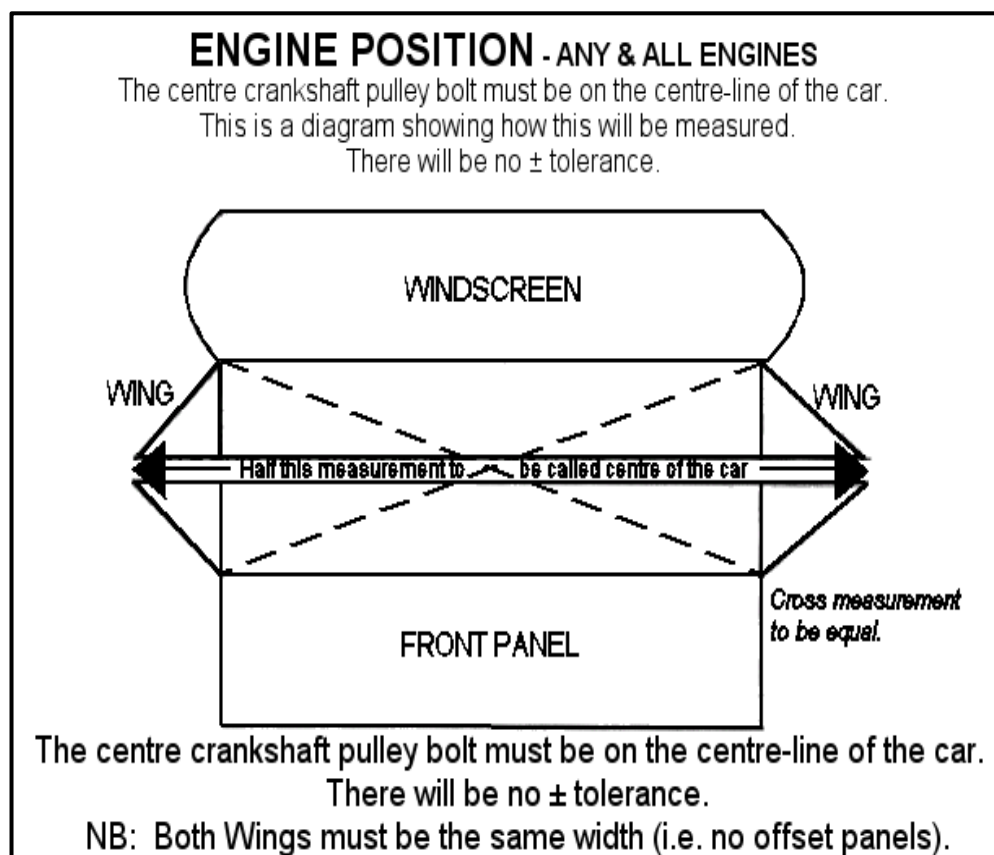 ENGINE POSITION - ANY & ALL ENGINES
The centre crankshaft pulley bolt must be on the centre-line of the car.
This is a diagram showing how this will be measured.
There will be no ± tolerance.
WINDSCREEN
WING
WING
Half this measurement to be called centre of the car
Cross measurement
to be equal.
FRONT PANEL
The centre crankshaft pulley bolt must be on the centre-line of the car.
There will be no ± tolerance.
NB: Both Wings must be the same width (i.e. no offset panels).